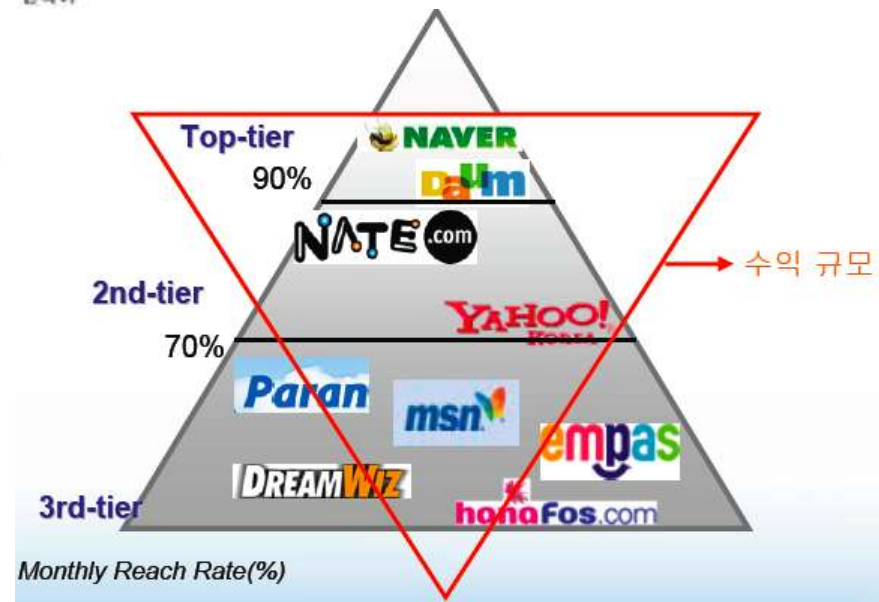 Top-tier
NAVER
90%
Daum
NATE.com
수익 규모
2nd-tier
YAHOO!
KOREA
70%
Paran
msn
empas
DREAMWIZ
3rd-tier
hanaFos.com
Monthly Reach Rate(%)